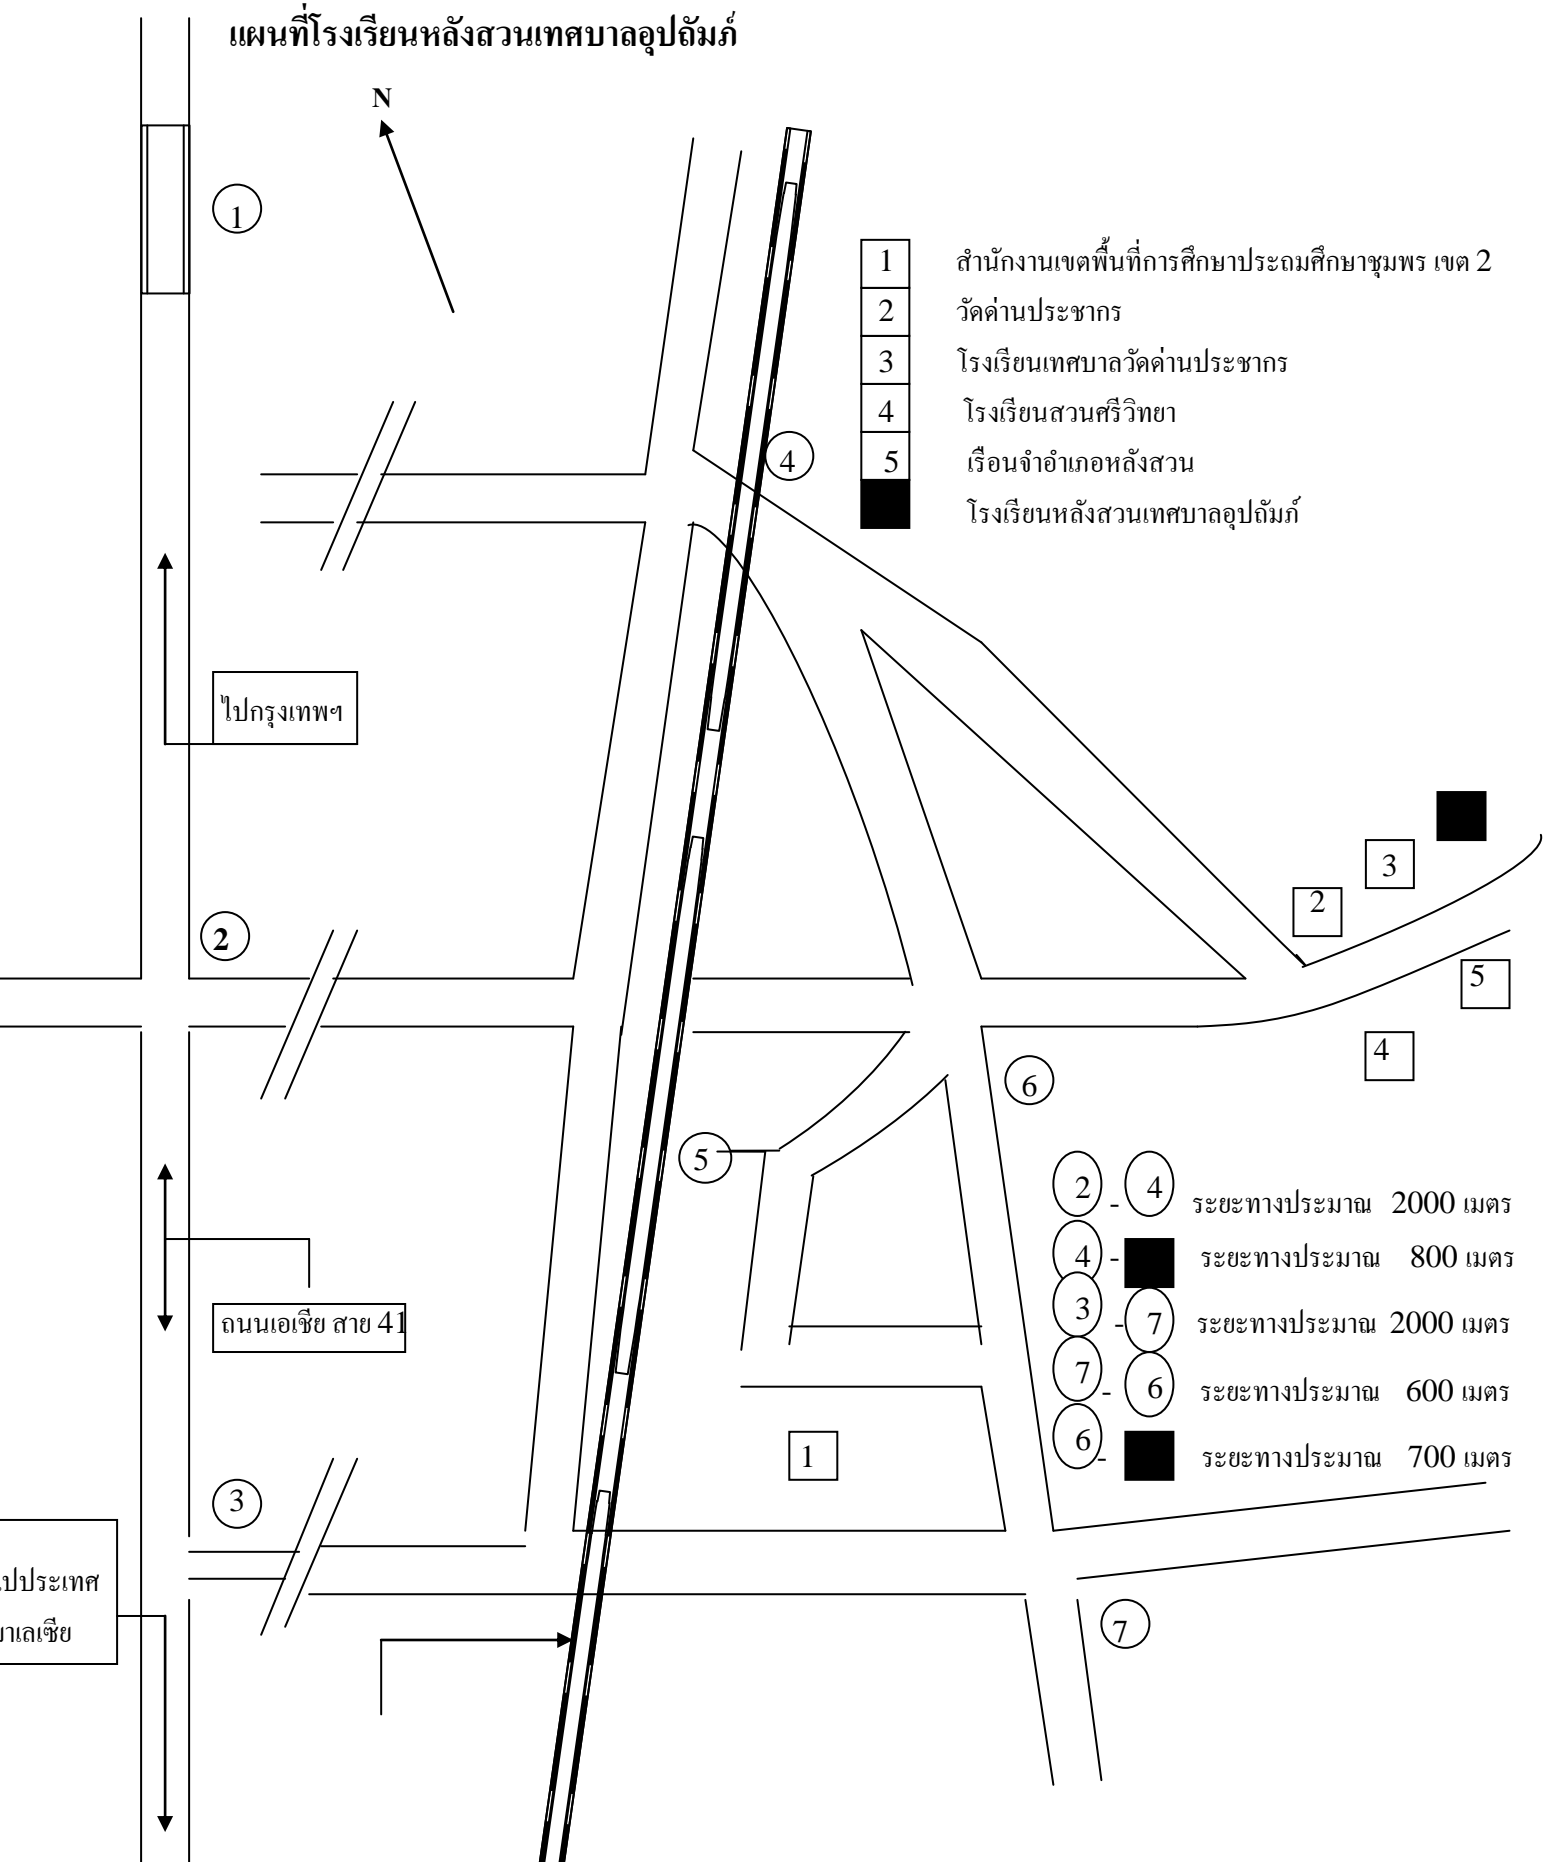 แผนที่โรงเรียนหลังสวนเทศบาลอุปถัมภ์
N
1
1 สำนักงานเขตพื้นที่การศึกษาประถมศึกษาชุมพร เขต 2
2 วัดด่านประชากร
3 โรงเรียนเทศบาลวัดด่านประชากร
4 โรงเรียนสวนศรีวิทยา
5 เรือนจำอำเภอหลังสวน
โรงเรียนหลังสวนเทศบาลอุปถัมภ์
4
ไปกรุงเทพฯ
3
2
2
5
4
6
5
2 - 4 ระยะทางประมาณ 2000 เมตร
4 - ระยะทางประมาณ 800 เมตร
3 - 7 ระยะทางประมาณ 2000 เมตร
7 - 6 ระยะทางประมาณ 600 เมตร
6 - ระยะทางประมาณ 700 เมตร
ถนนเอเชีย สาย 41
1
3
ไปประเทศ
มาเลเซีย
7